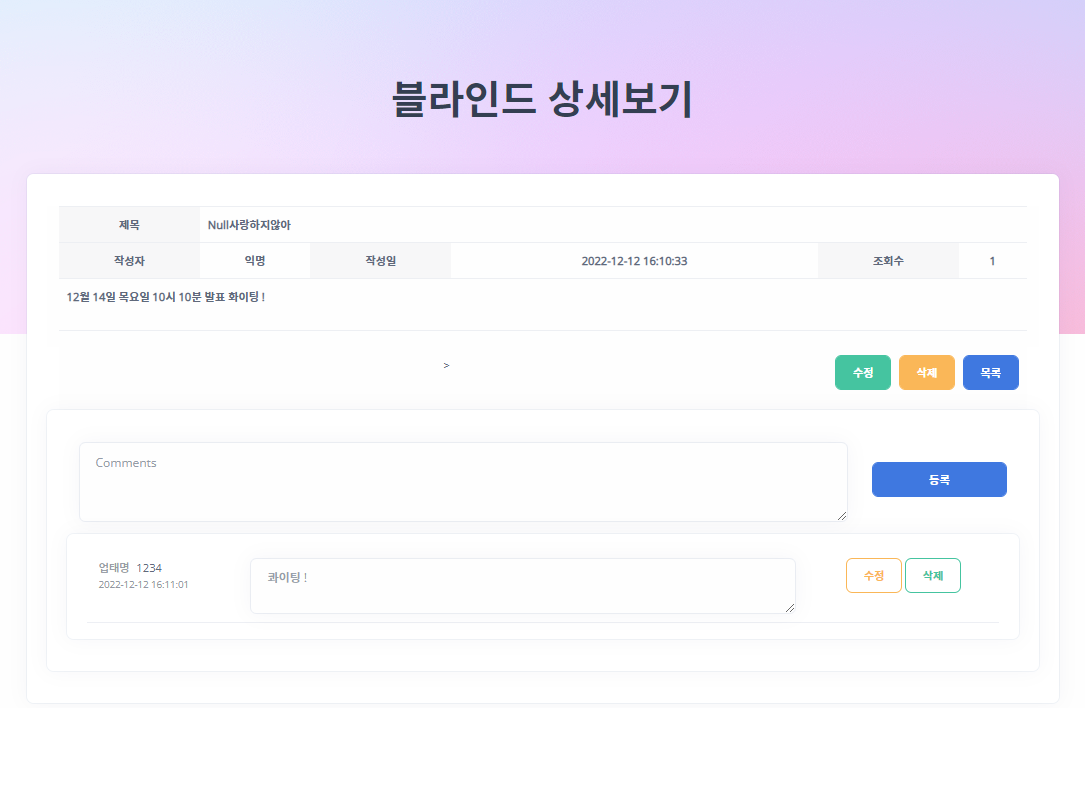 블라인드 상세보기
제목 Null사랑하지않아
작성자 익명 작성일 2022-12-12 16:10:33 조회수 1
12월 14일 목요일 10시 10분 발표 화이팅 !
> 수정 삭제 목록
Comments
등록
업태명 1234
2022-12-12 16:11:01
콰이팅 !
수정 삭제